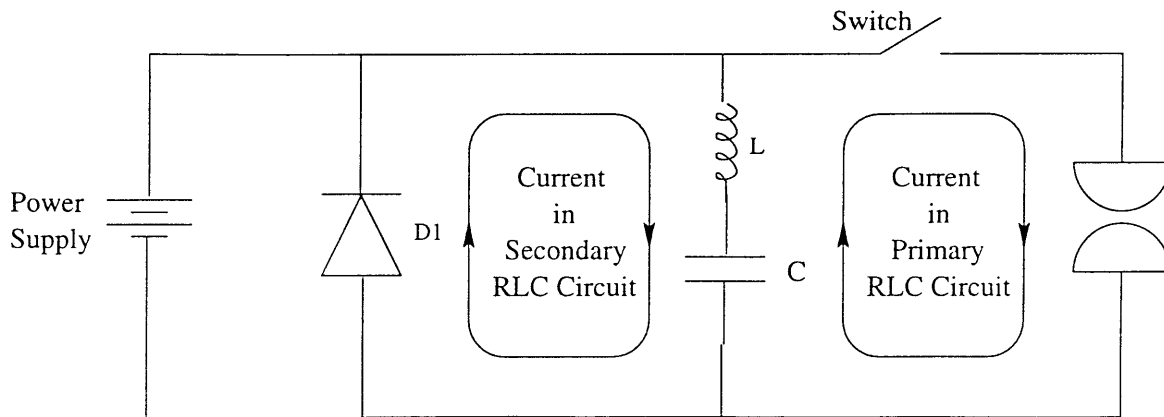 Switch
Power
Supply
D1
Current
in
Secondary
RLC Circuit
L
C
Current
in
Primary
RLC Circuit